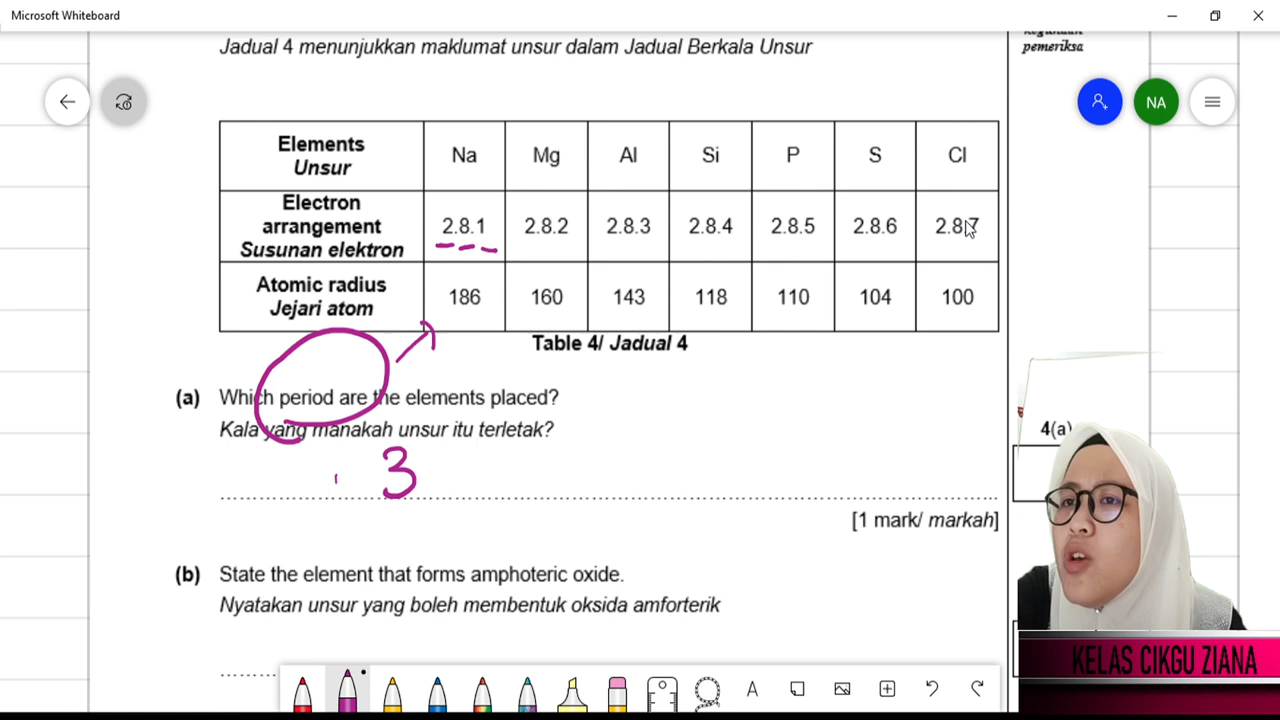 Microsoft Whiteboard
Jadual 4 menunjukkan maklumat unsur dalam Jadual Berkala Unsur
pemeriksa
NA
Elements Na Mg Al Si P S Cl
Unsur
Electron
arrangement 2.8.1 2.8.2 2.8.3 2.8.4 2.8.5 2.8.6 2.8.7
Susunan elektron
Atomic radius 186 160 143 118 110 104 100
Jejari atom
Table 4/ Jadual 4
(a) Which period are the elements placed?
Kala yang manakah unsur itu terletak?
4(a)
3
[1 mark/ markah]
(b) State the element that forms amphoteric oxide.
Nyatakan unsur yang boleh membentuk oksida amforterik
KELAS CIKGU ZIANA
A